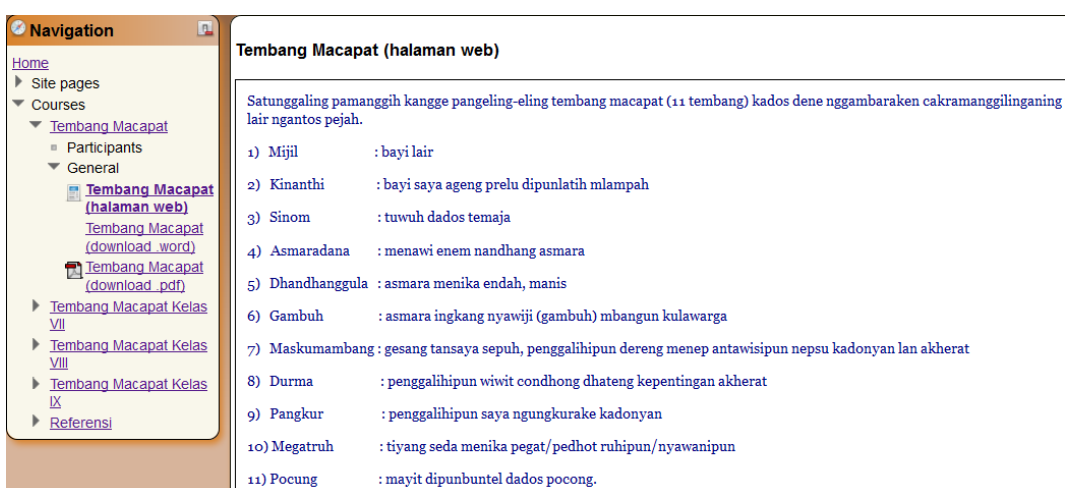 Navigation
Home
Site pages
Courses
Tembang Macapat
Participants
General
Tembang Macapat
(halaman web)
Tembang Macapat
(download .word)
Tembang Macapat
(download .pdf)
Tembang Macapat Kelas
VII
Tembang Macapat Kelas
VIII
Tembang Macapat Kelas
IX
Referensi
Tembang Macapat (halaman web)
Satunggaling pamanggih kangge pangeling-eling tembang macapat (11 tembang) kados dene nggambaraken cakramanggilinganing
lair ngantos pejah.
1) Mijil : bayi lair
2) Kinanthi : bayi saya ageng prelu dipunlatih mlampah
3) Sinom : tuwuh dados temaja
4) Asmaradana : menawi enem nandhang asmara
5) Dhandhanggula : asmara menika endah, manis
6) Gambuh : asmara ingkang nyawiji (gambuh) mbangun kulawarga
7) Maskumambang : gesang tansaya sepuh, penggalihipun dereng menep antawisipun nepsu kadonyan lan akherat
8) Durma : penggalihipun wiwit condhong dhateng kepentingan akherat
9) Pangkur : penggalihipun saya ngungkurake kadonyan
10) Megatruh : tiyang seda menika pegat/pedhot ruhipun/nyawanipun
11) Pocung : mayit dipunbuntel dados pocong.